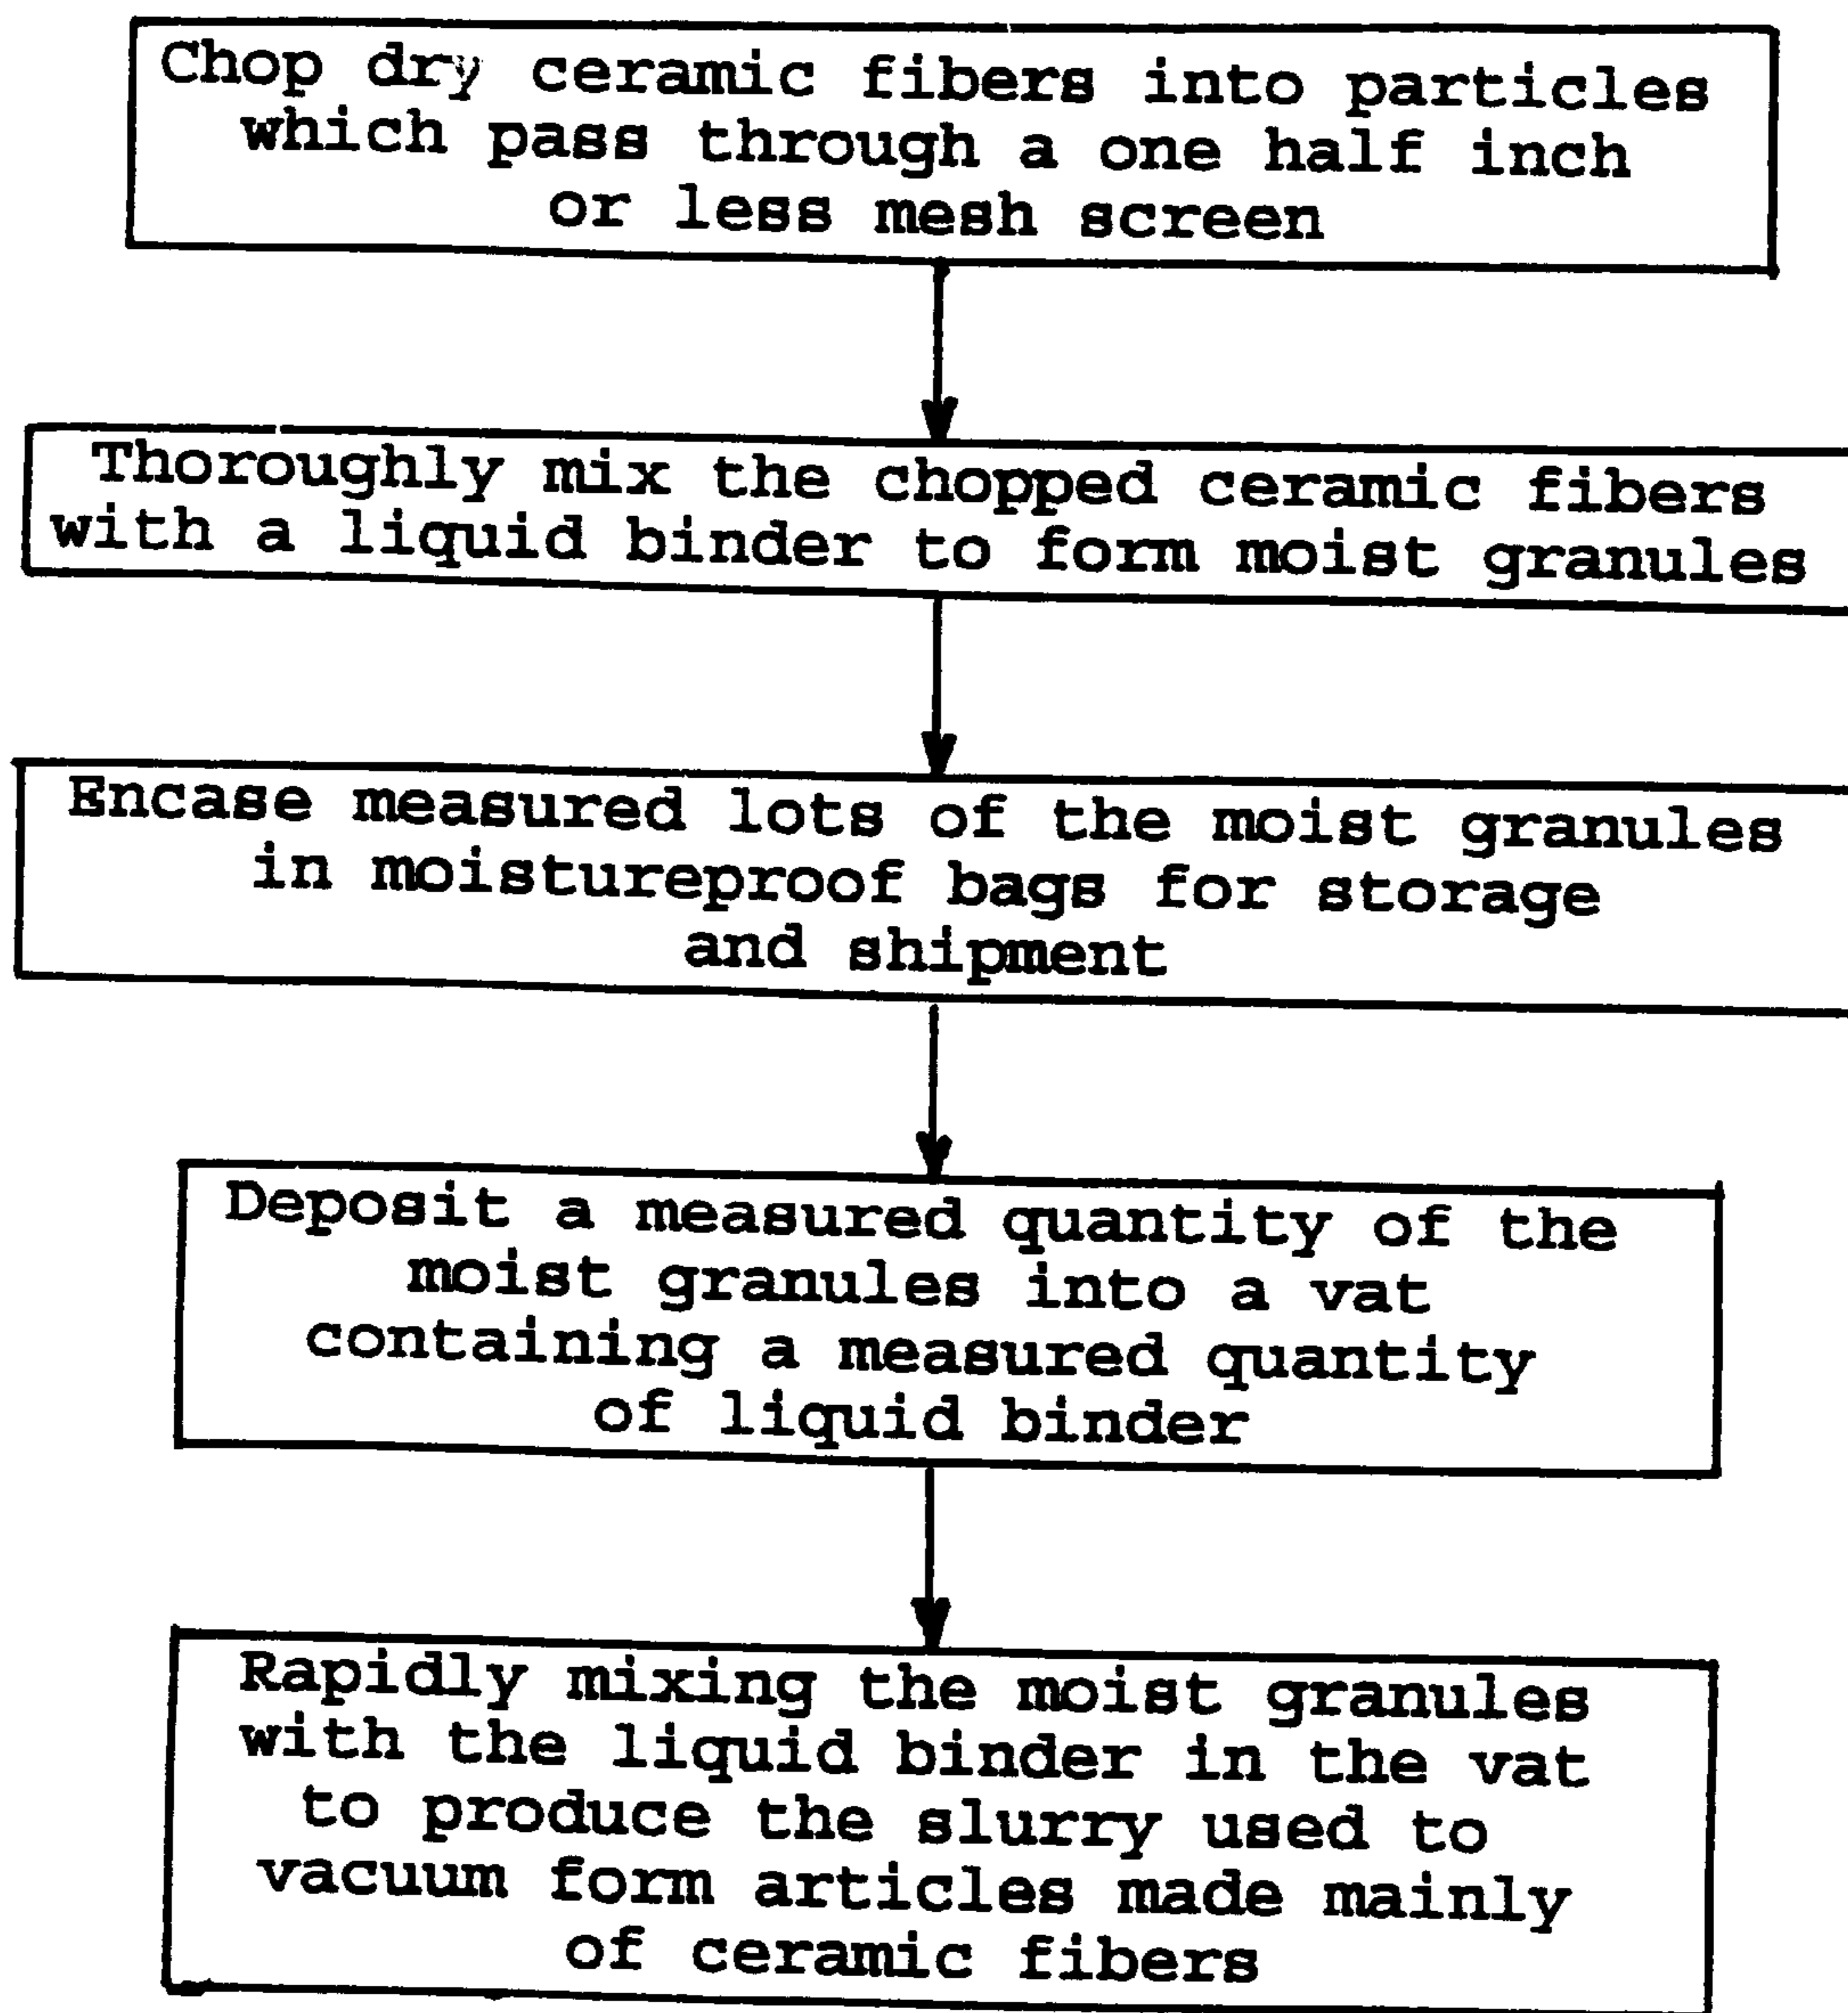 Chop dry ceramic fibers into particles
which pass through a one half inch
or less mesh screen
Thoroughly mix the chopped ceramic fibers
with a liquid binder to form moist granules
Encase measured lots of the moist granules
in moistureproof bags for storage
and shipment
Deposit a measured quantity of the
moist granules into a vat
containing a measured quantity
of liquid binder
Rapidly mixing the moist granules
with the liquid binder in the vat
to produce the slurry used to
vacuum form articles made mainly
of ceramic fibers